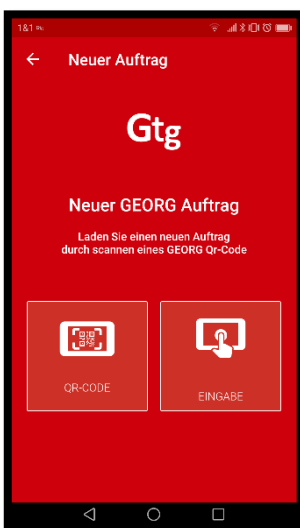 1&1
Neuer Auftrag
Gtg
Neuer GEORG Auftrag
Laden Sie einen neuen Auftrag
durch scannen eines GEORG Qr-Code
QR-CODE
EINGABE